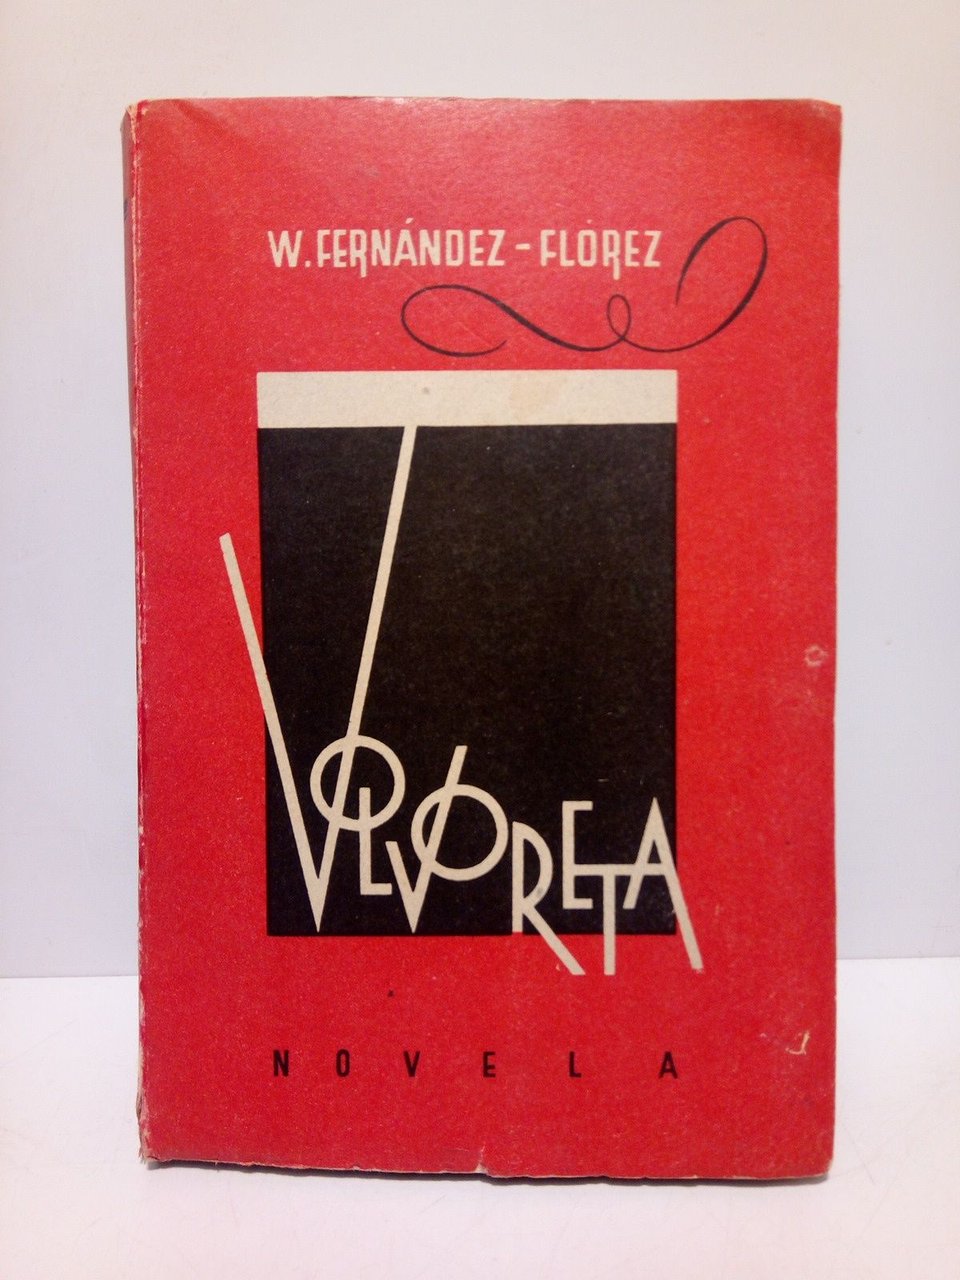 W. FERNÁNDEZ - FLÓREZ
VOLVORETA
NOVELA